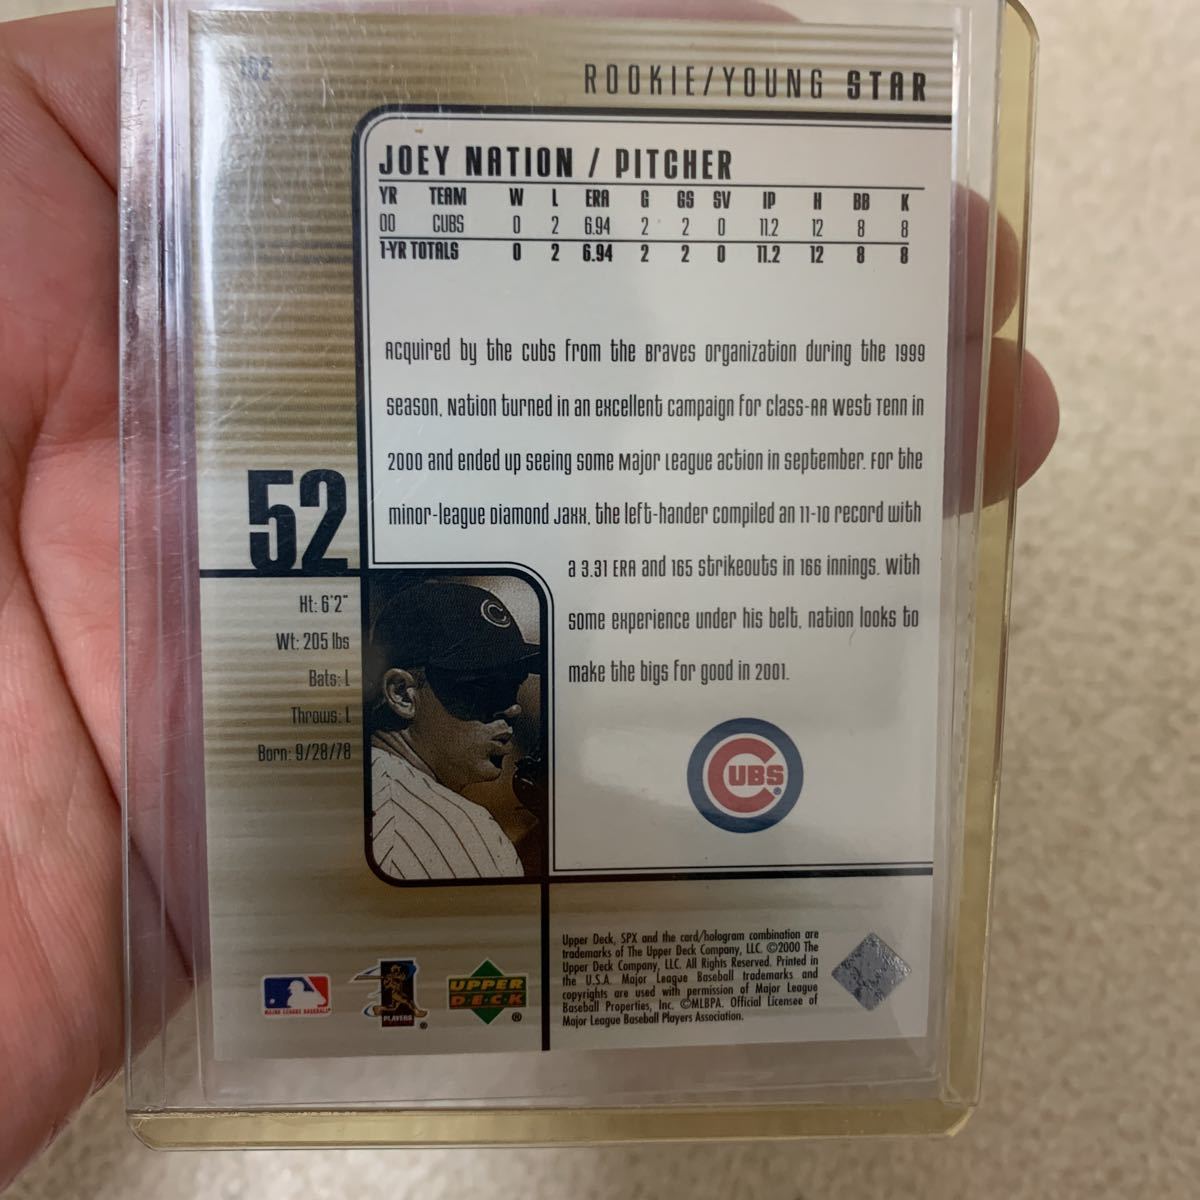 ROOKIE/YOUNG STAR
JOEY NATION / PITCHER
YR TEAM W L ERA G GS SV IP H BB K
00 CUBS 0 2 6.94 2 2 0 11.2 12 8 8
1-YR TOTALS 0 2 6.94 2 2 0 11.2 12 8 8
Acquired by the Cubs from the Braves organization during the 1999
season, Nation turned in an excellent campaign for class-AA West Tenn in
2000 and ended up seeing some Major League action in September. For the
minor-league Diamond Jaxx, the left-hander compiled an 11-10 record with
a 3.31 ERA and 165 strikeouts in 166 innings. With
some experience under his belt, Nation looks to
make the bigs for good in 2001.
52
Ht: 6'2"
Wt: 205 lbs
Bats: L
Throws: L
Born: 9/28/78
C
CUBS
Upper Deck, SPX and the card/hologram combination are
trademarks of The Upper Deck Company, LLC. ©2000 The
Upper Deck Company, LLC. All Rights Reserved. Printed in
the U.S.A. Major League Baseball trademarks and
copyrights are used with permission of Major League
Baseball Properties, Inc. ©MLBPA. Official Licensee of
Major League Baseball Players Association.
MAJOR LEAGUE BASEBALL
PLAYERS
UPPER
DECK